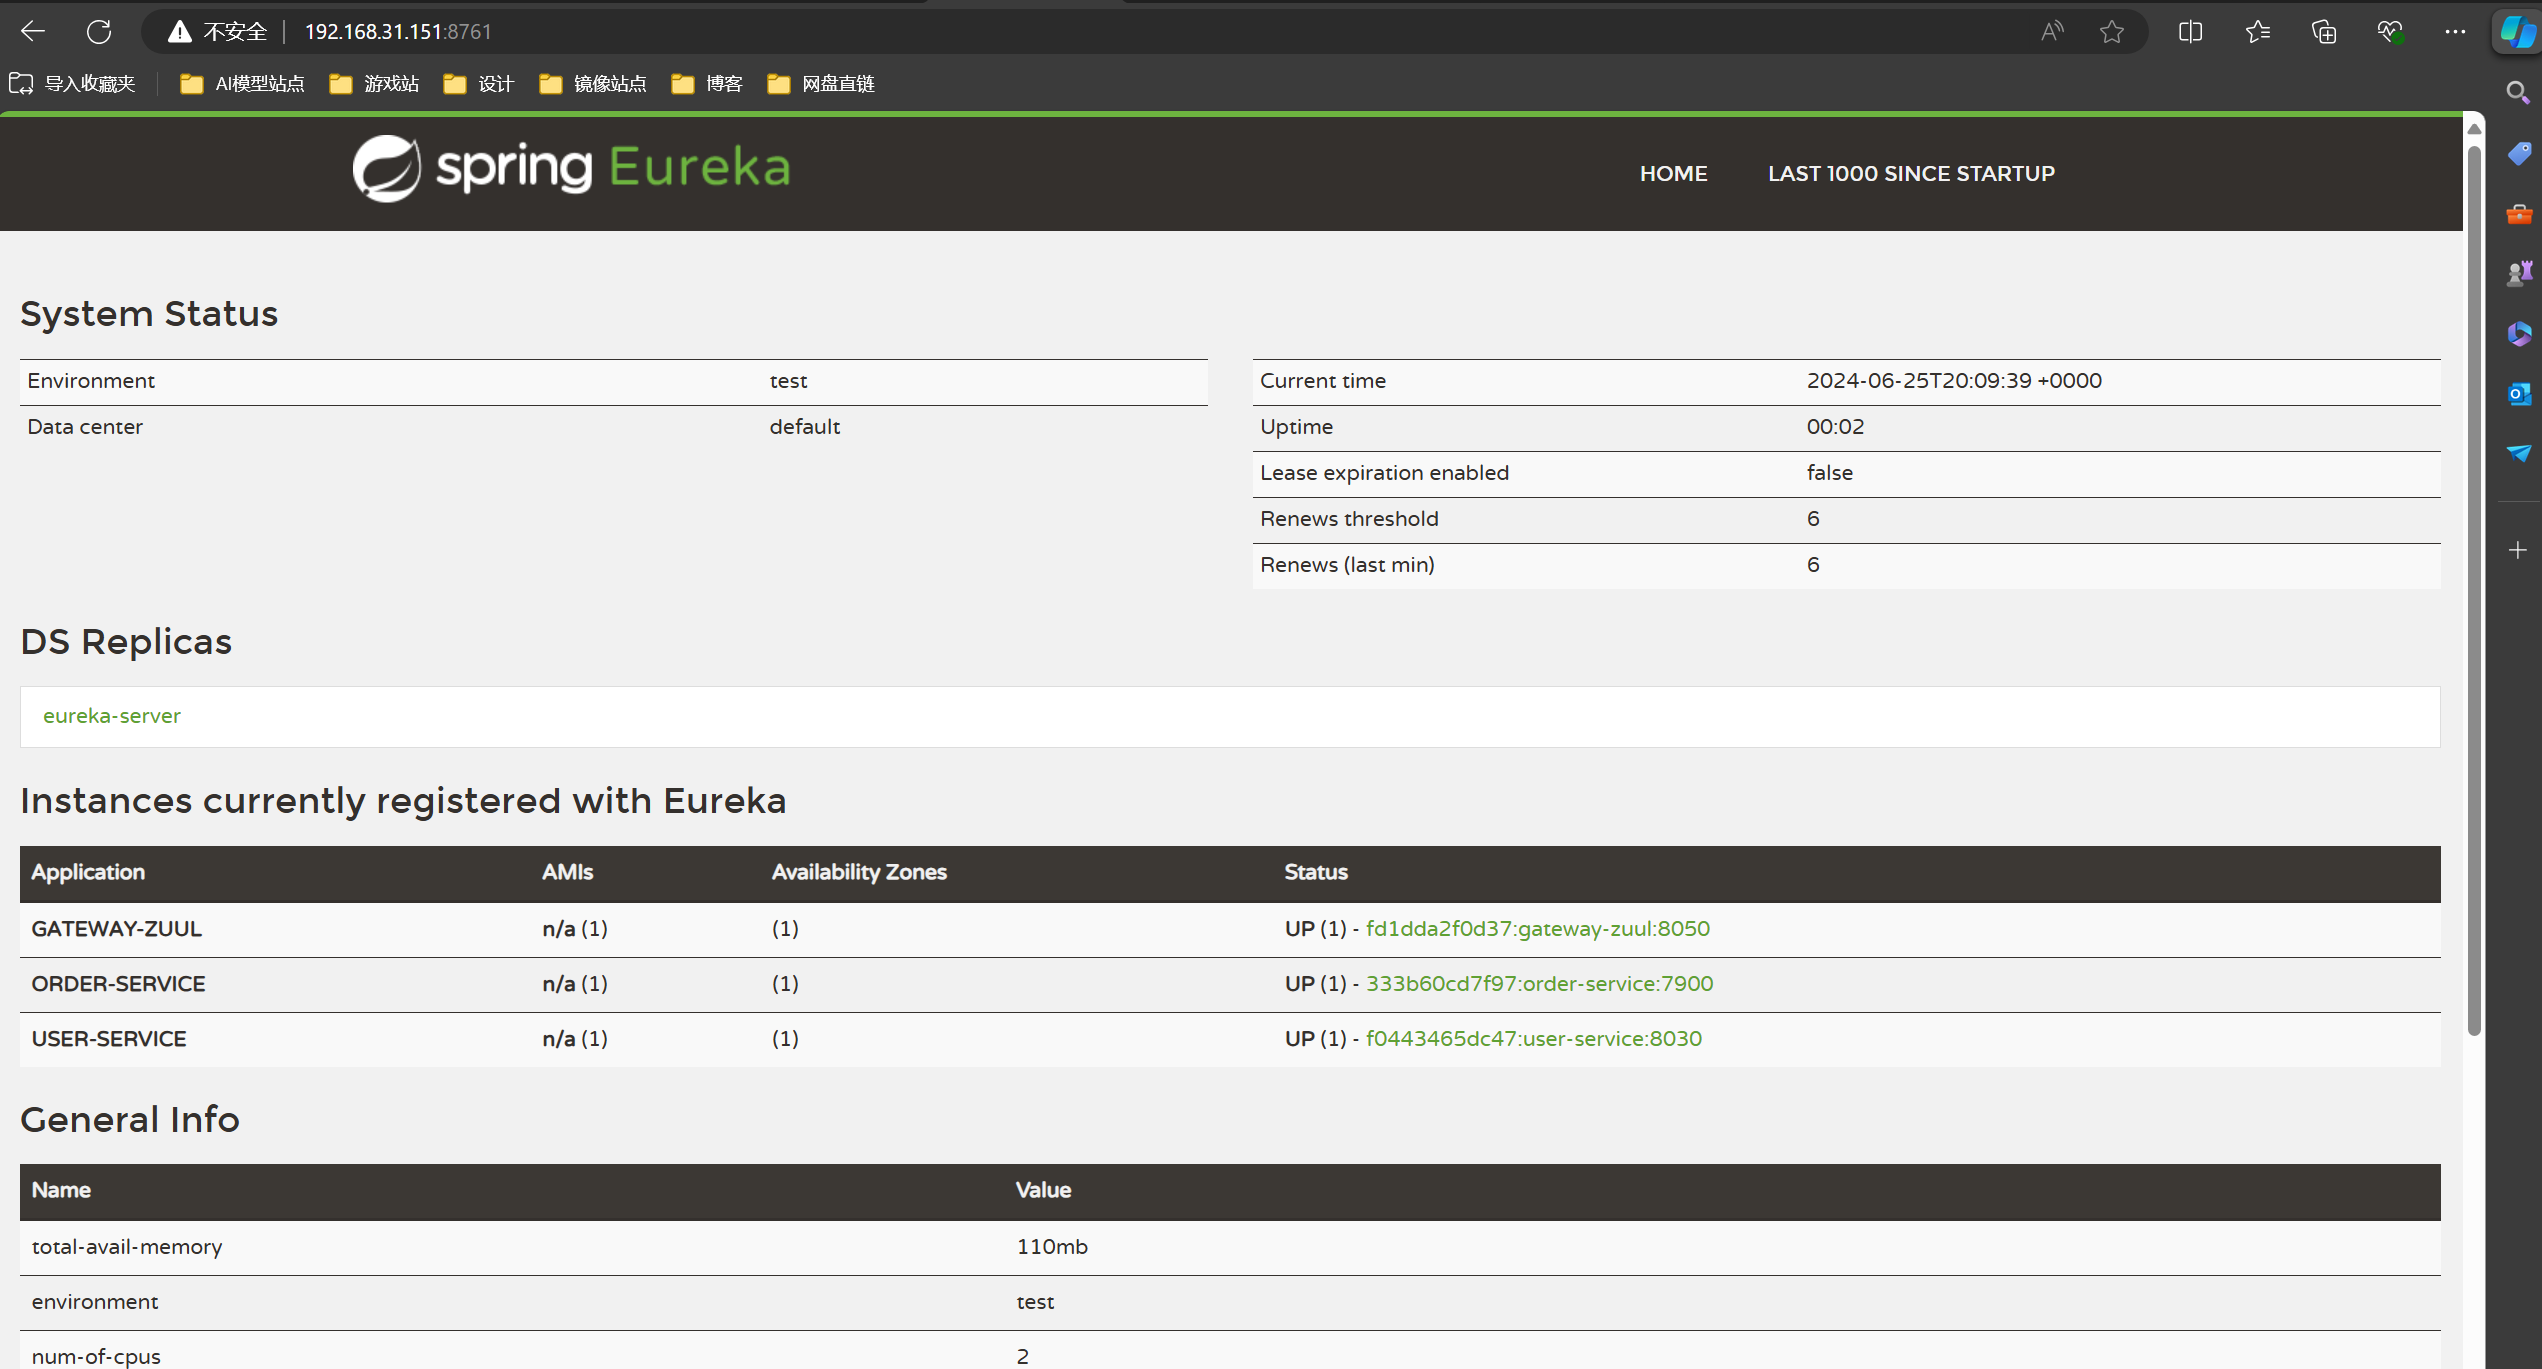 不安全 | 192.168.31.151:8761
导入收藏夹 AI模型站点 游戏站 设计 镜像站点 博客 网盘直链
spring Eureka HOME LAST 1000 SINCE STARTUP
System Status
Environment test
Data center default
Current time 2024-06-25T20:09:39 +0000
Uptime 00:02
Lease expiration enabled false
Renews threshold 6
Renews (last min) 6
DS Replicas
eureka-server
Instances currently registered with Eureka
Application AMIs Availability Zones Status
GATEWAY-ZUUL n/a (1) (1) UP (1) - fd1dda2f0d37:gateway-zuul:8050
ORDER-SERVICE n/a (1) (1) UP (1) - 333b60cd7f97:order-service:7900
USER-SERVICE n/a (1) (1) UP (1) - f0443465dc47:user-service:8030
General Info
Name Value
total-avail-memory 110mb
environment test
num-of-cpus 2